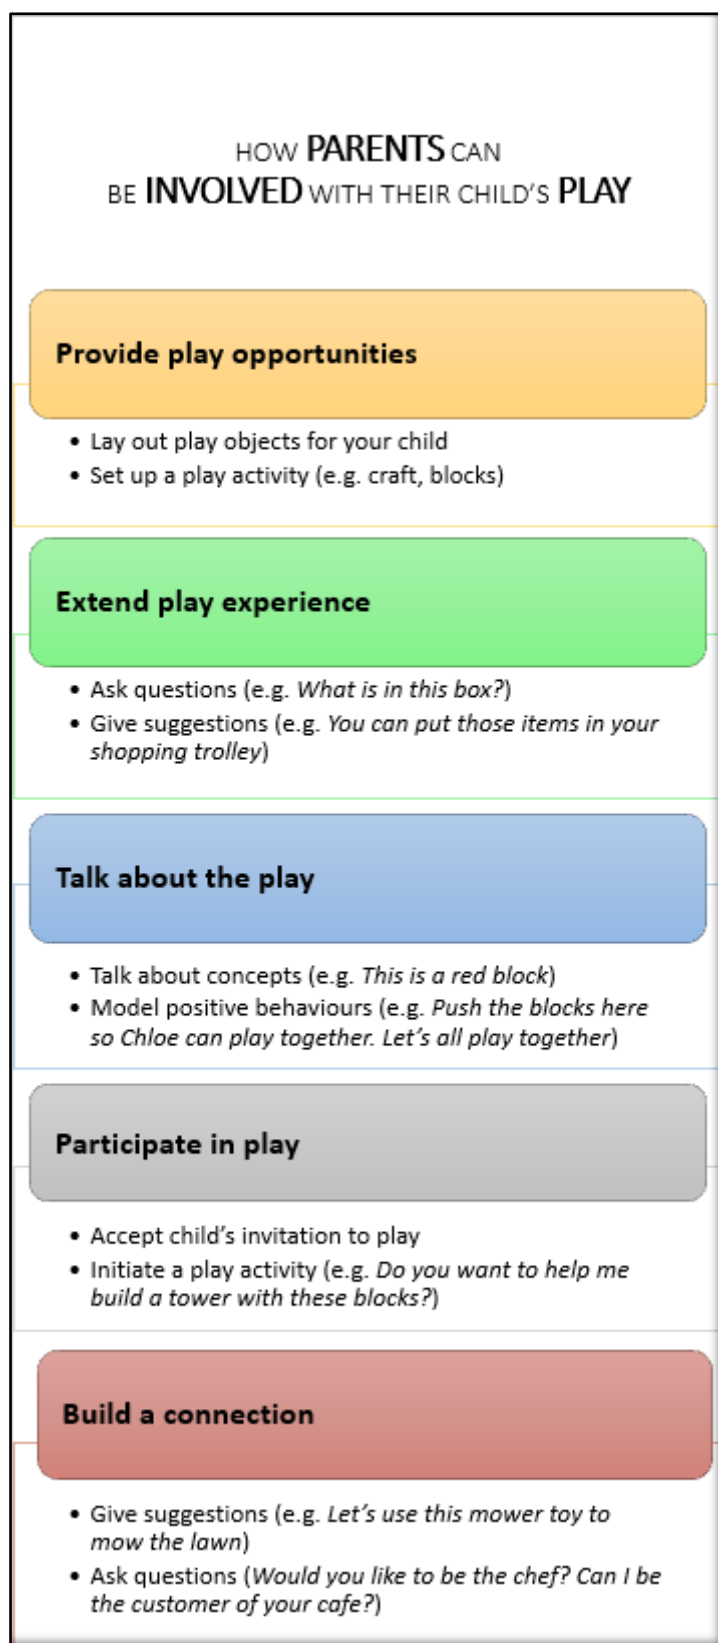 HOW PARENTS CAN
BE INVOLVED WITH THEIR CHILD'S PLAY
Provide play opportunities
• Lay out play objects for your child
• Set up a play activity (e.g. craft, blocks)
Extend play experience
• Ask questions (e.g. What is in this box?)
• Give suggestions (e.g. You can put those items in your
shopping trolley)
Talk about the play
• Talk about concepts (e.g. This is a red block)
• Model positive behaviours (e.g. Push the blocks here
so Chloe can play together. Let's all play together)
Participate in play
• Accept child's invitation to play
• Initiate a play activity (e.g. Do you want to help me
build a tower with these blocks?)
Build a connection
• Give suggestions (e.g. Let's use this mower toy to
mow the lawn)
• Ask questions (Would you like to be the chef? Can I be
the customer of your cafe?)